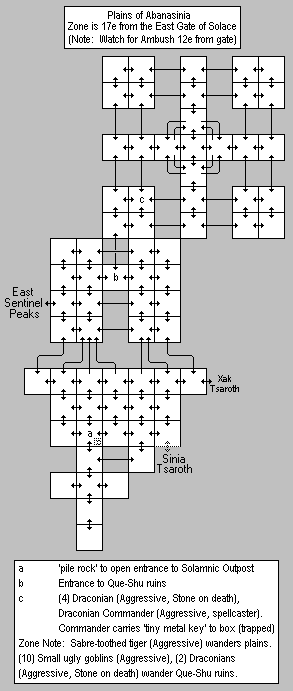 Plains of Abanasinia
Zone is 17e from the East Gate of Solace
(Note: Watch for Ambush 12e from gate)
c
b
East
Sentinel
Peaks
Xak
Tsaroth
a
Sinia
Tsaroth
a 'pile rock' to open entrance to Solamnic Outpost
b Entrance to Que-Shu ruins
c (4) Draconian (Aggressive, Stone on death),
Draconian Commander (Aggressive, spellcaster).
Commander carries 'tiny metal key' to box (trapped)
Zone Note: Sabre-toothed tiger (Aggressive) wanders plains.
(10) Small ugly goblins (Aggressive), (2) Draconians
(Aggressive, Stone on death) wander Que-Shu ruins.